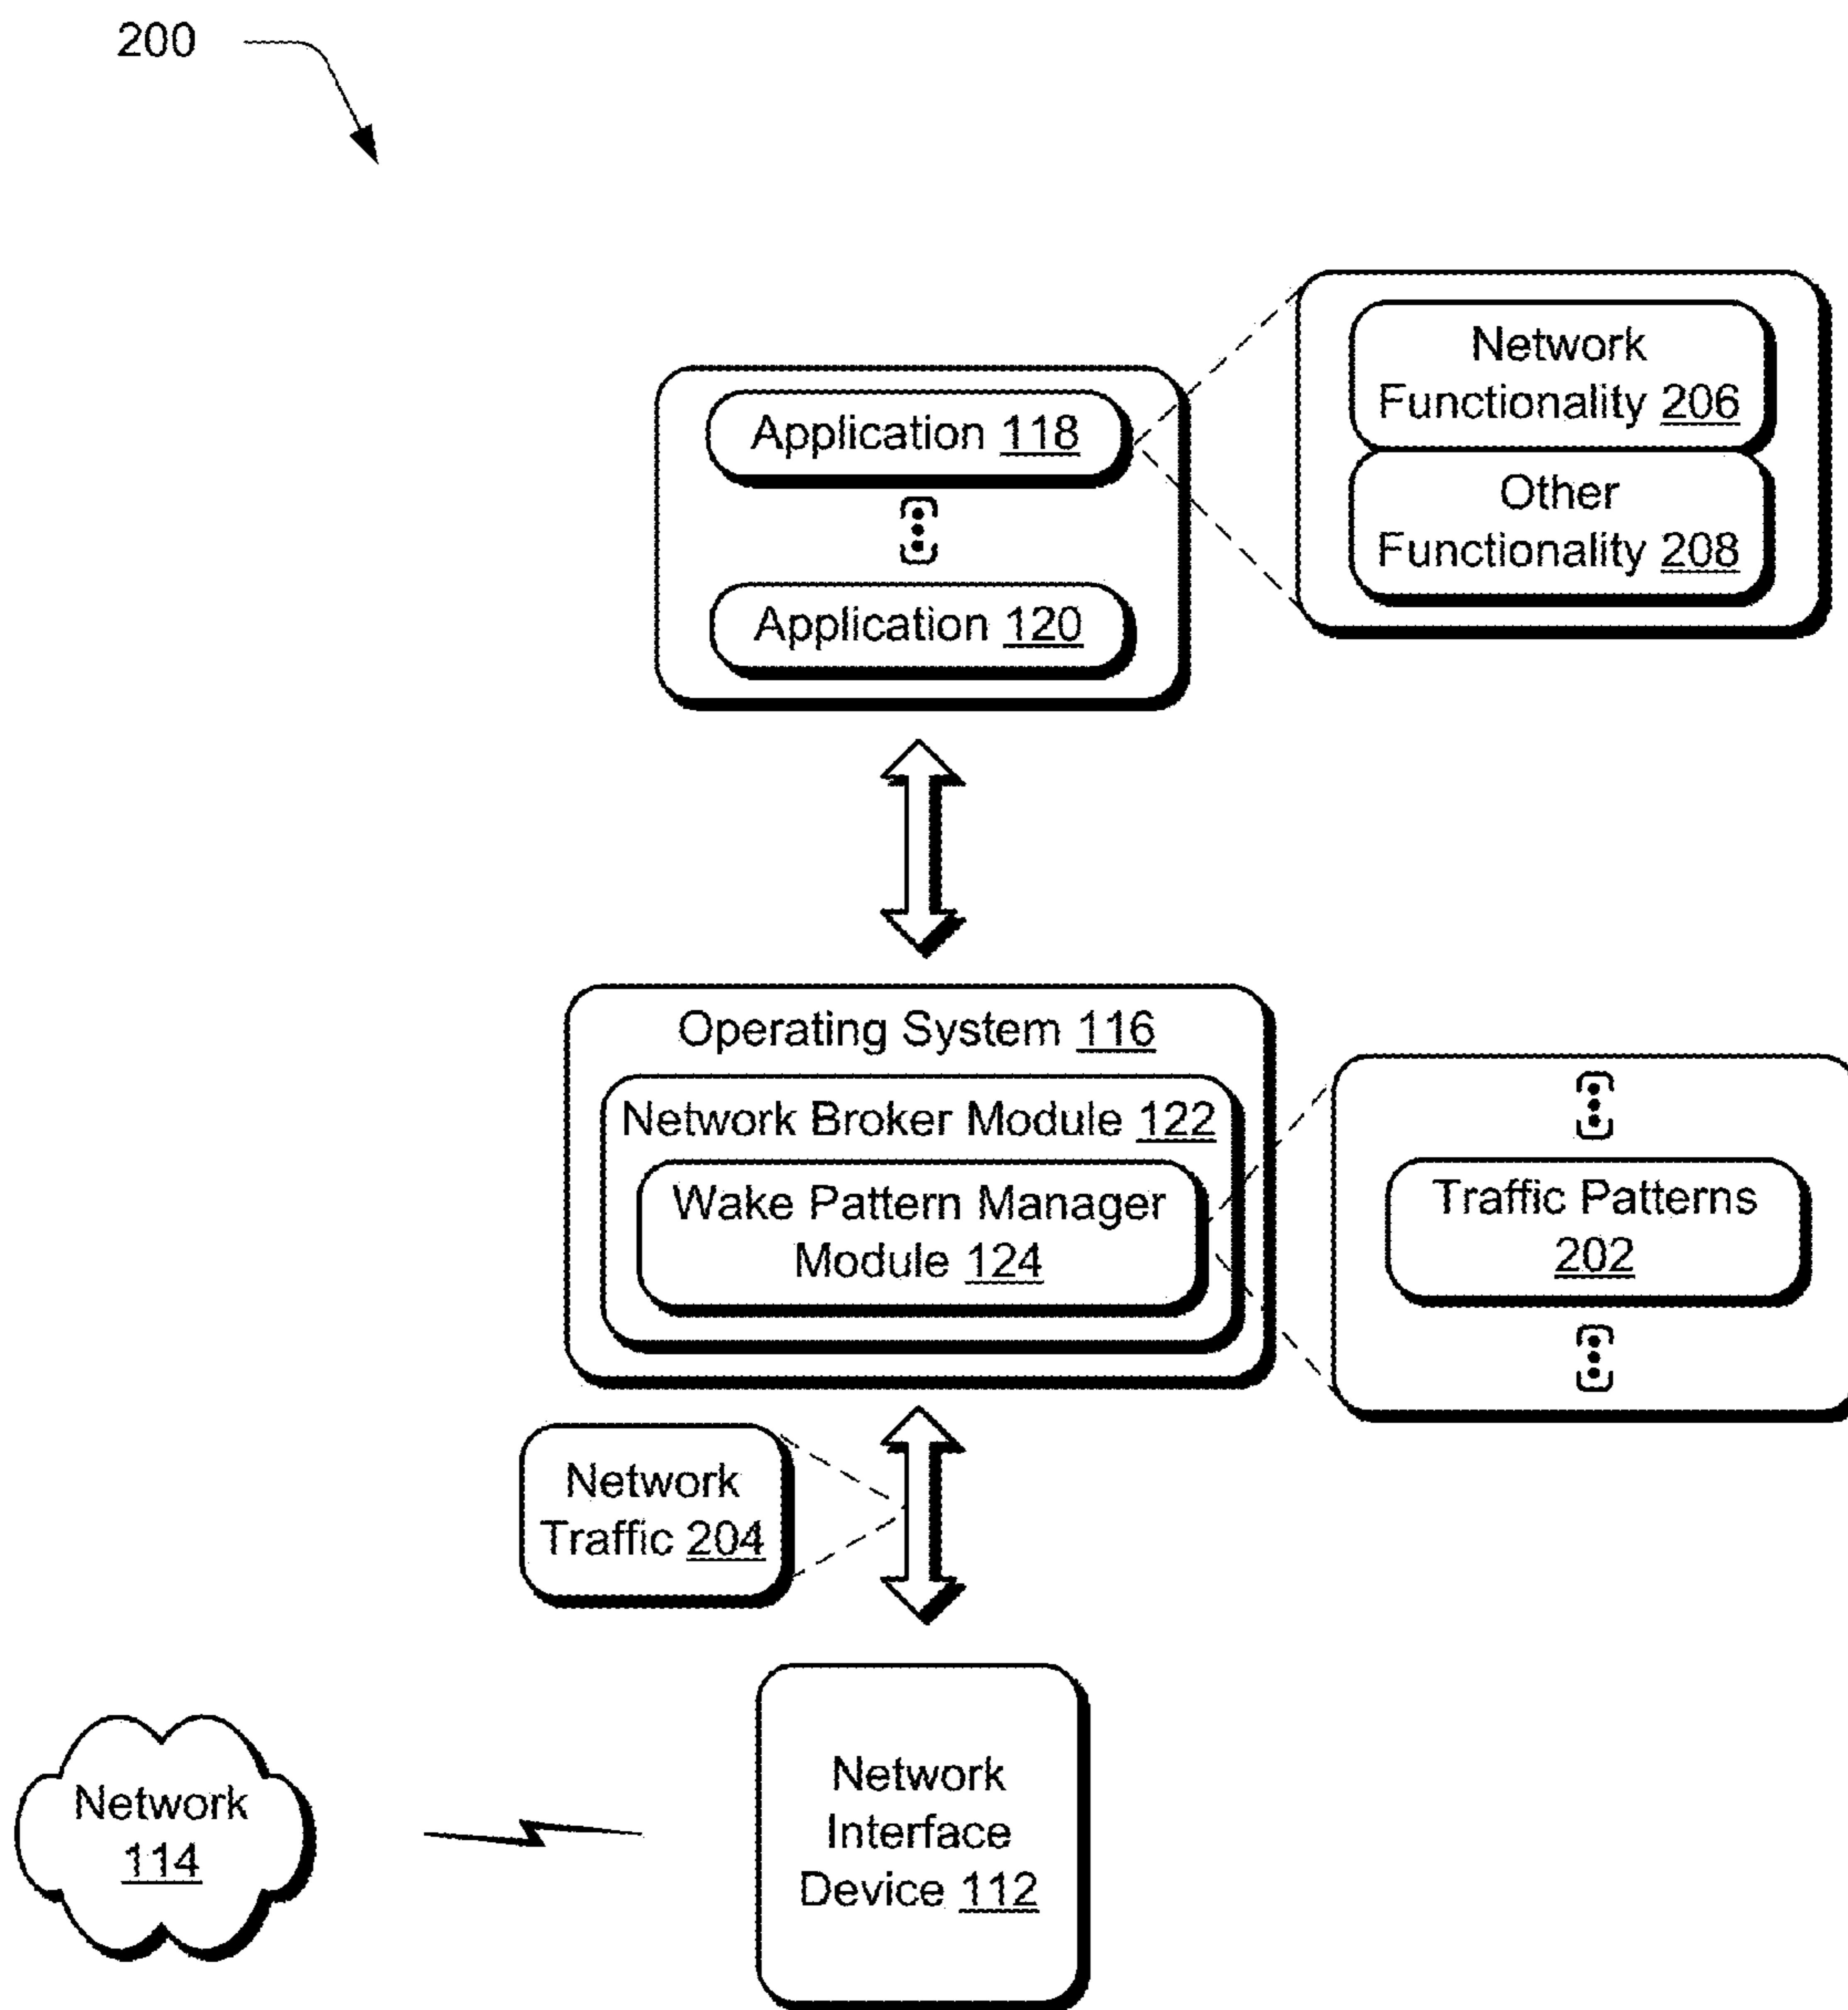 200
Network
Functionality 206
Other
Functionality 208
Application 118
Application 120
Operating System 116
Network Broker Module 122
Wake Pattern Manager
Module 124
Traffic Patterns
202
Network
Traffic 204
Network
114
Network
Interface
Device 112